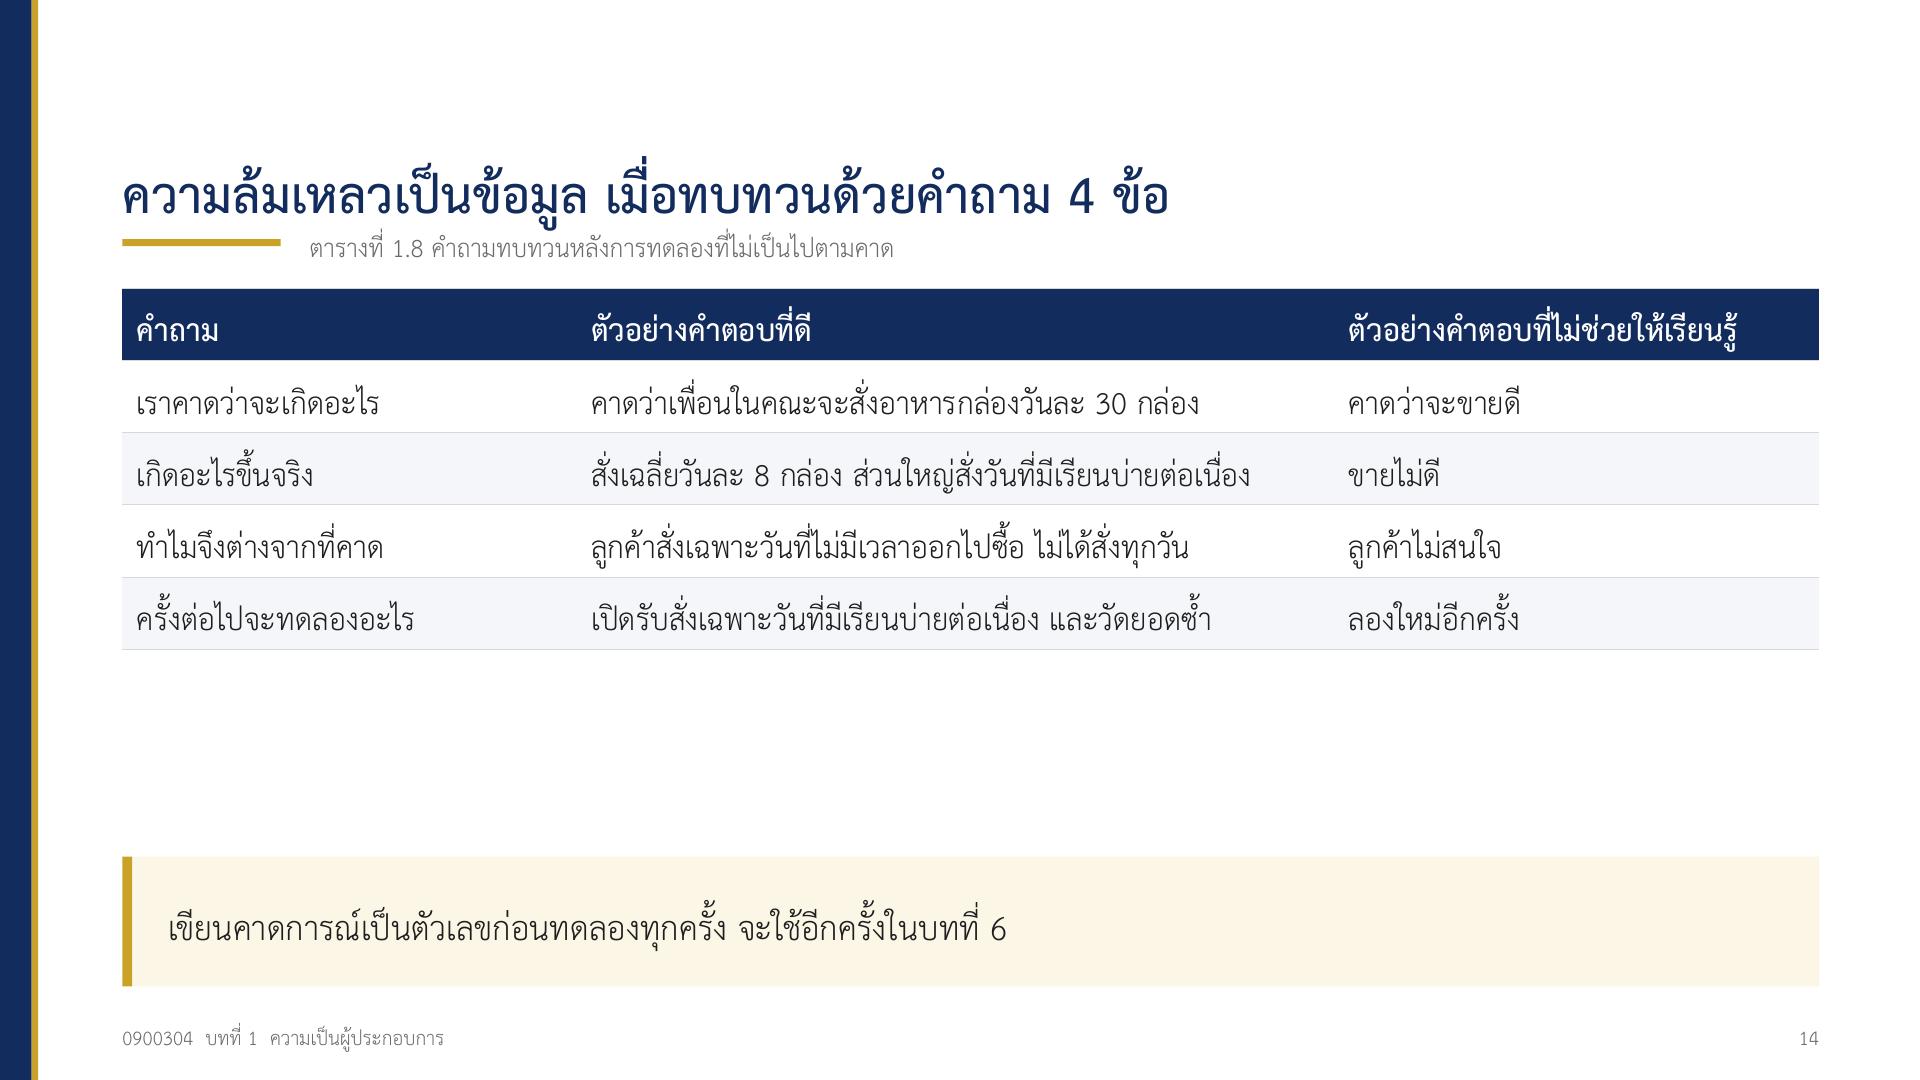 ความล้มเหลวเป็นข้อมูล เมื่อทบทวนด้วยคำถาม 4 ข้อ
ตารางที่ 1.8 คำถามทบทวนหลังการทดลองที่ไม่เป็นไปตามคาด
คำถาม ตัวอย่างคำตอบที่ดี ตัวอย่างคำตอบที่ไม่ช่วยให้เรียนรู้
เราคาดว่าจะเกิดอะไร คาดว่าเพื่อนในคณะจะสั่งอาหารกล่องวันละ 30 กล่อง คาดว่าจะขายดี
เกิดอะไรขึ้นจริง สั่งเฉลี่ยวันละ 8 กล่อง ส่วนใหญ่สั่งวันที่มีเรียนบ่ายต่อเนื่อง ขายไม่ดี
ทำไมจึงต่างจากที่คาด ลูกค้าสั่งเฉพาะวันที่ไม่มีเวลาออกไปซื้อ ไม่ได้สั่งทุกวัน ลูกค้าไม่สนใจ
ครั้งต่อไปจะทดลองอะไร เปิดรับสั่งเฉพาะวันที่มีเรียนบ่ายต่อเนื่อง และวัดยอดซ้ำ ลองใหม่อีกครั้ง
เขียนคาดการณ์เป็นตัวเลขก่อนทดลองทุกครั้ง จะใช้อีกครั้งในบทที่ 6
0900304 บทที่ 1 ความเป็นผู้ประกอบการ 14